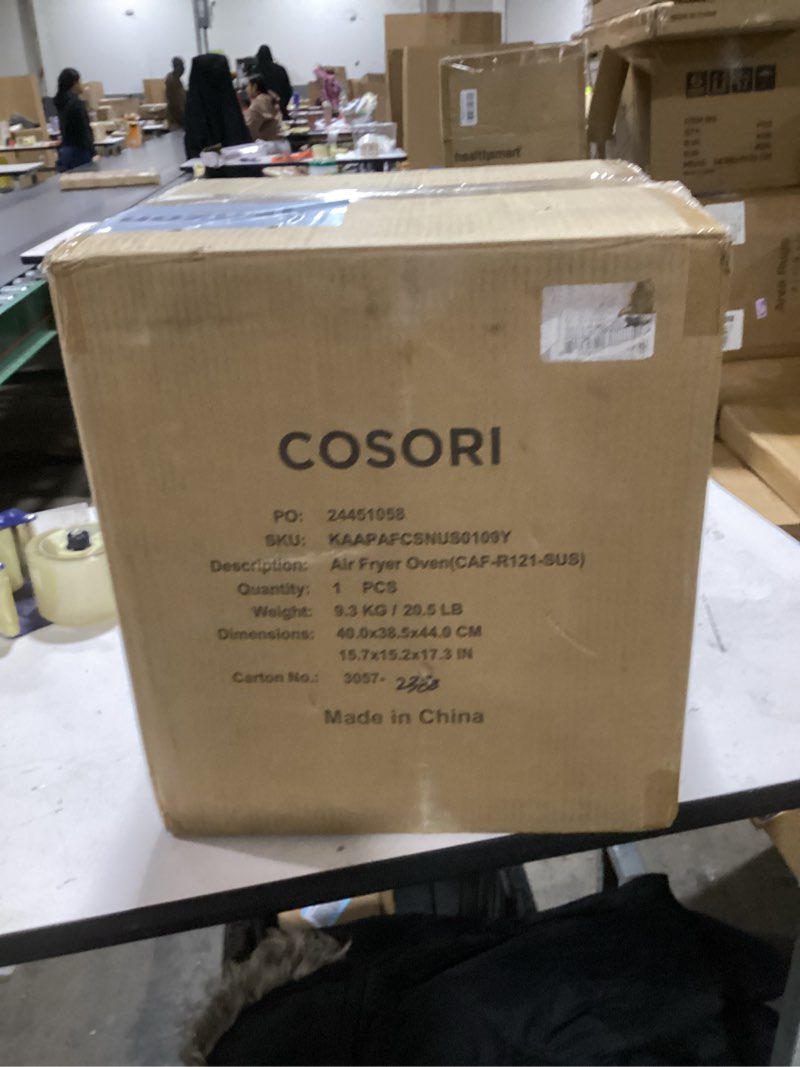 healthsmart
COSORI
PO: 24451058
SKU: KAAPAFCSNUS0109Y
Description: Air Fryer Oven(CAF-R121-SUS)
Quantity: 1 PCS
Weight: 9.3 KG / 20.5 LB
Dimensions: 40.0x38.5x44.0 CM
15.7x15.2x17.3 IN
Carton No.: 3057-
Made in China